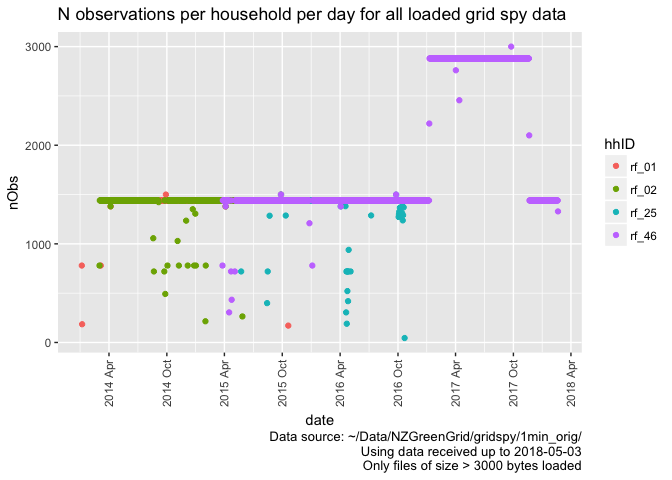 N observations per household per day for all loaded grid spy data
3000
2000
1000
0
nObs
2014 Apr
2014 Oct
2015 Apr
2015 Oct
2016 Apr
2016 Oct
2017 Apr
2017 Oct
2018 Apr
date
hhID
rf_01
rf_02
rf_25
rf_46
Data source: ~/Data/NZGreenGrid/gridspy/1min_orig/
Using data received up to 2018-05-03
Only files of size > 3000 bytes loaded